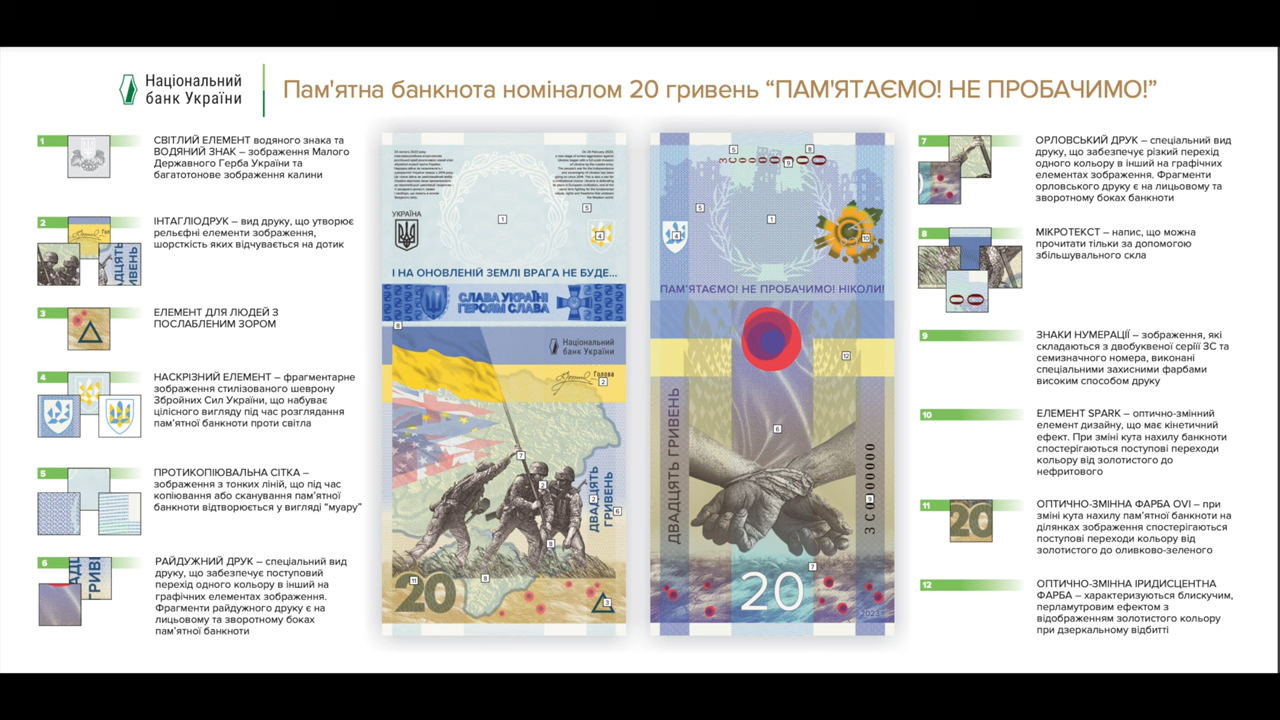 Національний
банк України
Пам'ятна банкнота номіналом 20 гривень “ПАМ'ЯТАЄМО! НЕ ПРОБАЧИМО!”
1
СВІТЛИЙ ЕЛЕМЕНТ водяного знака та
ВОДЯНИЙ ЗНАК – зображення Малого
Державного Герба України та
багатотонове зображення калини
2
ІНТАГЛІОДРУК – вид друку, що утворює
рельєфні елементи зображення,
шорсткість яких відчувається на дотик
3
ЕЛЕМЕНТ ДЛЯ ЛЮДЕЙ З
ПОСЛАБЛЕНИМ ЗОРОМ
4
НАСКРІЗНИЙ ЕЛЕМЕНТ – фрагментарне
зображення стилізованого шеврону
Збройних Сил України, що набуває
цілісного вигляду під час розглядання
пам’ятної банкноти проти світла
5
ПРОТИКОПІЮВАЛЬНА СІТКА –
зображення з тонких ліній, що під час
копіювання або сканування пам’ятної
банкноти відтворюється у вигляді “муару”
6
РАЙДУЖНИЙ ДРУК – спеціальний вид
друку, що забезпечує поступовий
перехід одного кольору в інший на
графічних елементах зображення.
Фрагменти райдужного друку є на
лицьовому та зворотному боках
пам’ятної банкноти
УКРАЇНА
І НА ОНОВЛЕНІЙ ЗЕМЛІ ВРАГА НЕ БУДЕ...
СЛАВА УКРАЇНІ
ГЕРОЯМ СЛАВА
Національний
банк України
Голова
ДВАДЦЯТЬ
ГРИВЕНЬ
20
ПАМ'ЯТАЄМО! НЕ ПРОБАЧИМО! НІКОЛИ!
ДВАДЦЯТЬ ГРИВЕНЬ
ЗС 0000000
20
2023
7
ОРЛОВСЬКИЙ ДРУК – спеціальний вид
друку, що забезпечує різкий перехід
одного кольору в інший на графічних
елементах зображення. Фрагменти
орловського друку є на лицьовому та
зворотному боках банкноти
8
МІКРОТЕКСТ – напис, що можна
прочитати тільки за допомогою
збільшувального скла
9
ЗНАКИ НУМЕРАЦІЇ – зображення, які
складаються з двобуквеної серіїї ЗС та
семизначного номера, виконані
спеціальними захисними фарбами
високим способом друку
10
ЕЛЕМЕНТ SPARK – оптично-змінний
елемент дизайну, що має кінетичний
ефект. При зміні кута нахилу банкноти
спостерігаються поступові переходи
кольору від золотистого до
нефритового
11
20
ОПТИЧНО-ЗМІННА ФАРБА OVI – при
зміні кута нахилу пам’ятної банкноти на
ділянках зображення спостерігаються
поступові переходи кольору від
золотистого до оливково-зеленого
12
ОПТИЧНО-ЗМІННА ІРИДИСЦЕНТНА
ФАРБА – характеризуються блискучим,
перламутровим ефектом з
відображенням золотистого кольору
при дзеркальному відбитті